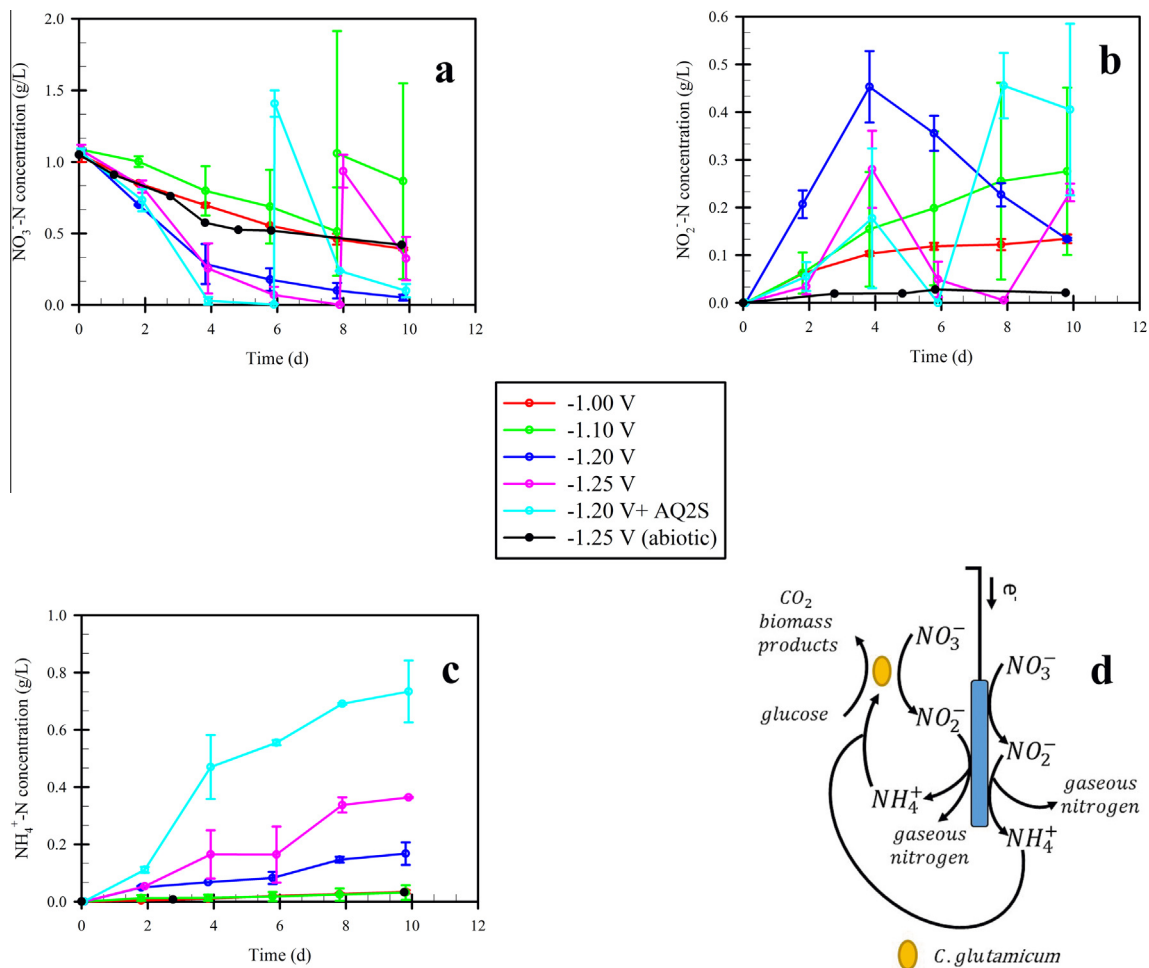 a
NO₃⁻-N concentration (g/L)
2.0
1.5
1.0
0.5
0.0
0 2 4 6 8 10 12
Time (d)
b
NO₂⁻-N concentration (g/L)
0.6
0.5
0.4
0.3
0.2
0.1
0.0
0 2 4 6 8 10 12
Time (d)
-1.00 V
-1.10 V
-1.20 V
-1.25 V
-1.20 V+ AQ2S
-1.25 V (abiotic)
c
NH₄⁺-N concentration (g/L)
1.0
0.8
0.6
0.4
0.2
0.0
0 2 4 6 8 10 12
Time (d)
d
e⁻
CO₂
biomass
products
NO₃⁻
NO₃⁻
glucose
NO₂⁻
NO₂⁻
gaseous
nitrogen
NH₄⁺
gaseous
nitrogen
NH₄⁺
C. glutamicum